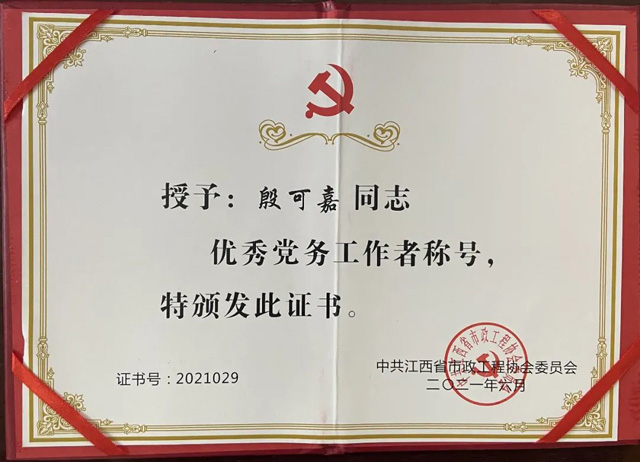 授予：殷可嘉同志
优秀党务工作者称号，
特颁发此证书。
中共江西省市政工程协会委员会
证书号：2021029
二〇二一年六月